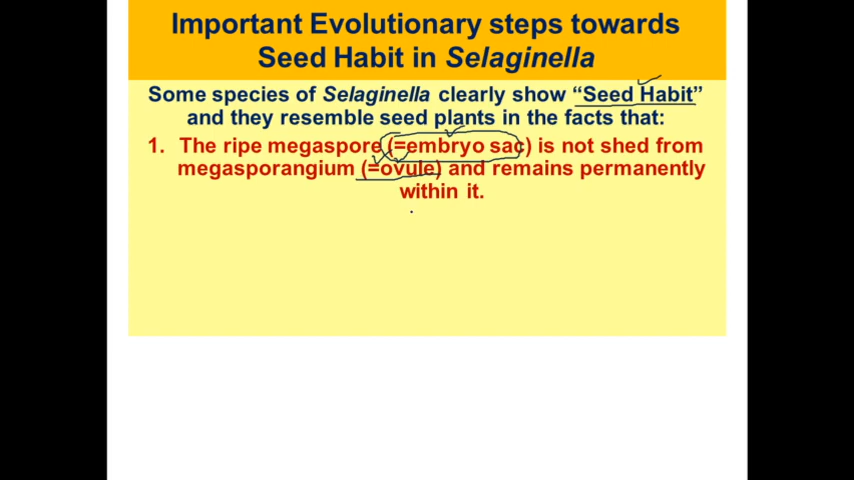 Important Evolutionary steps towards
Seed Habit in Selaginella
Some species of Selaginella clearly show “Seed Habit”
and they resemble seed plants in the facts that:
1. The ripe megaspore (=embryo sac) is not shed from
megasporangium (=ovule) and remains permanently
within it.